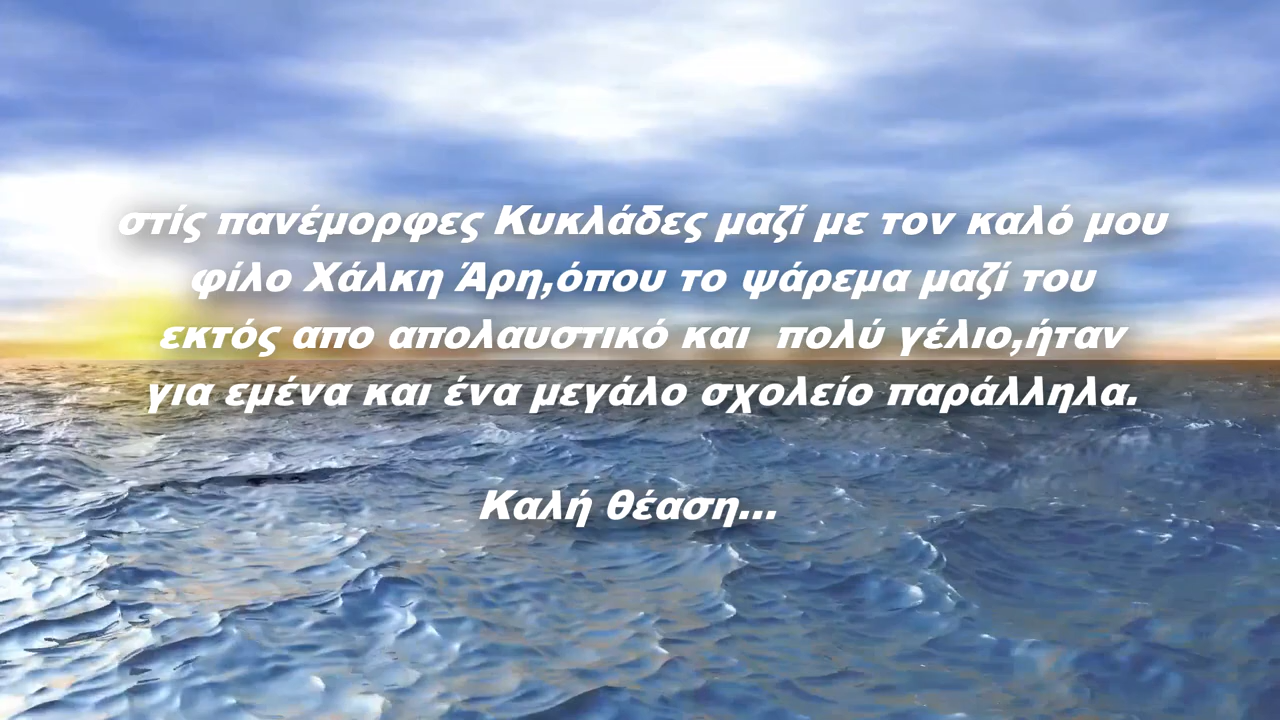 στίς πανέμορφες Κυκλάδες μαζί με τον καλό μου
φίλο Χάλκη Άρη,όπου το ψάρεμα μαζί του
εκτός απο απολαυστικό και  πολύ γέλιο,ήταν
για εμένα και ένα μεγάλο σχολείο παράλληλα.
Καλή θέαση...